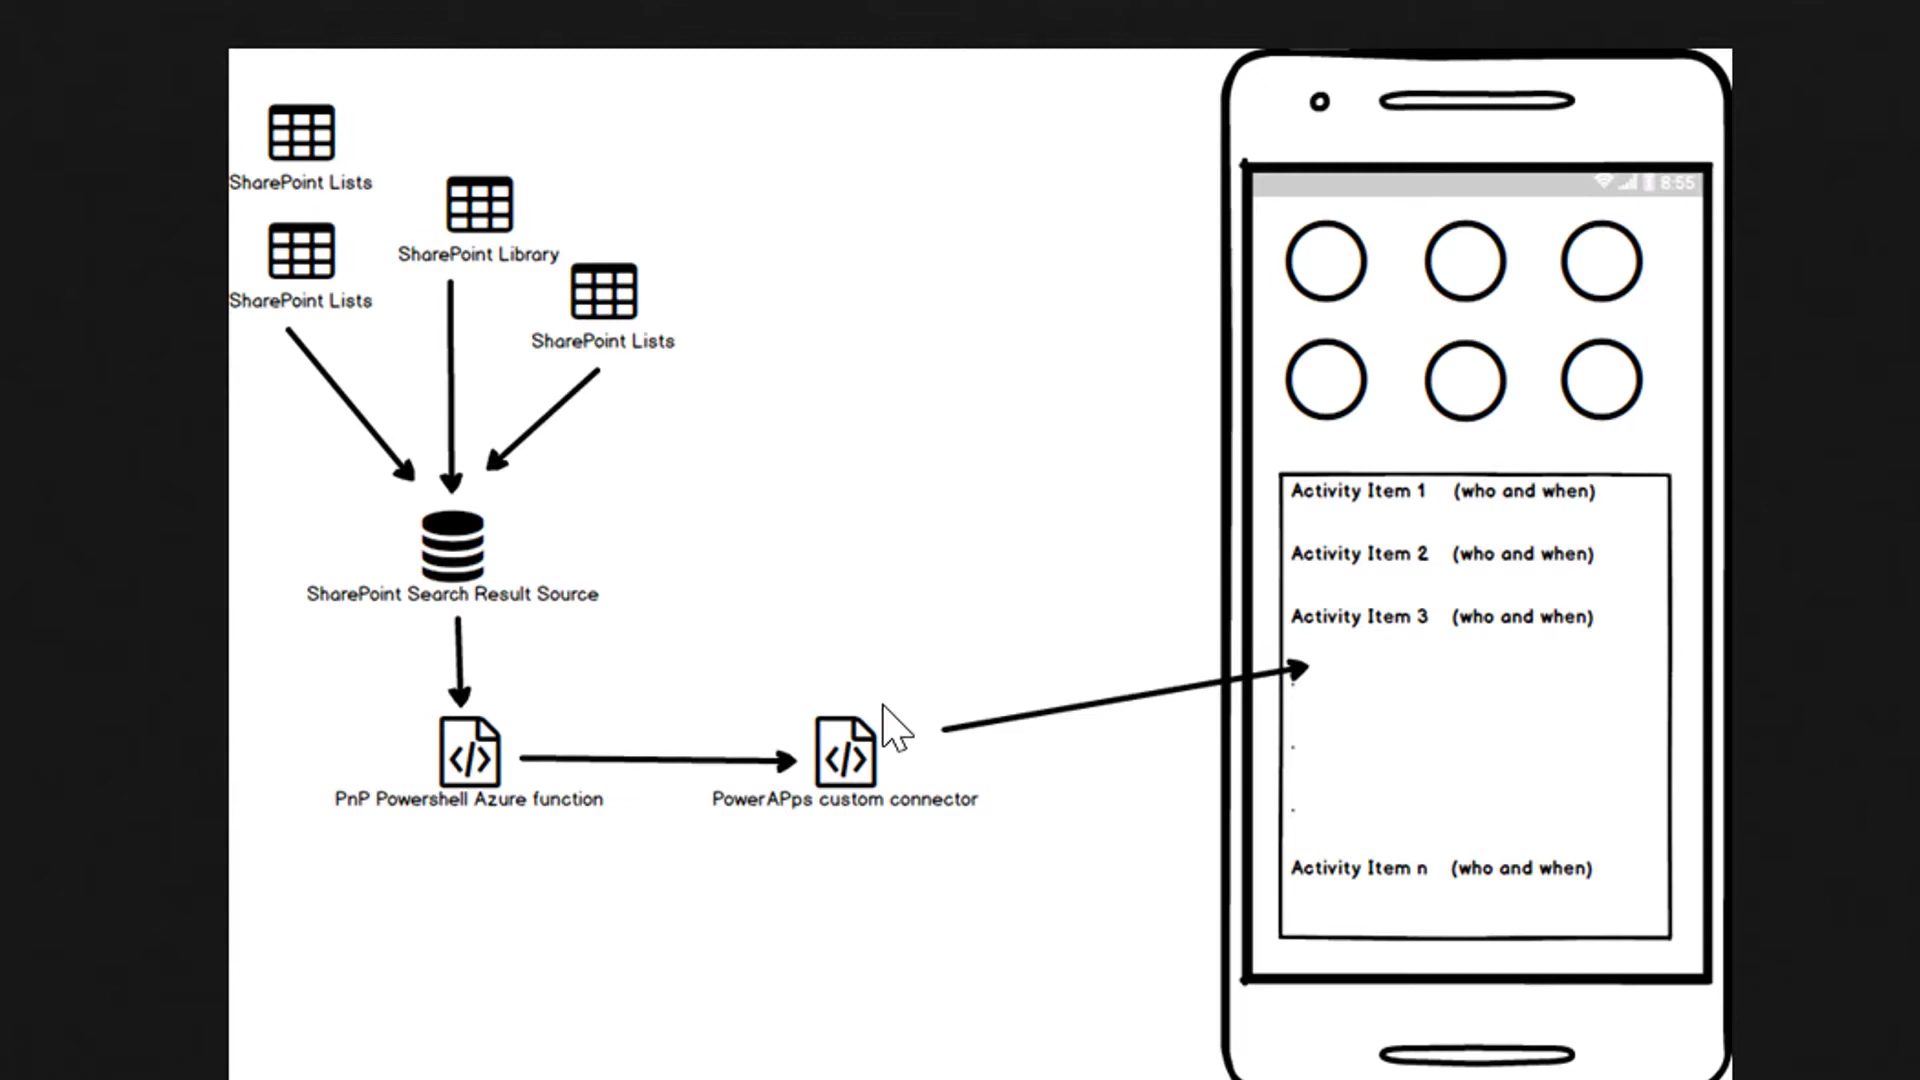 SharePoint Lists
SharePoint Library
SharePoint Lists
SharePoint Lists
SharePoint Search Result Source
PnP Powershell Azure function
PowerAPps custom connector
8:55
Activity Item 1 (who and when)
Activity Item 2 (who and when)
Activity Item 3 (who and when)
.
.
.
Activity Item n (who and when)